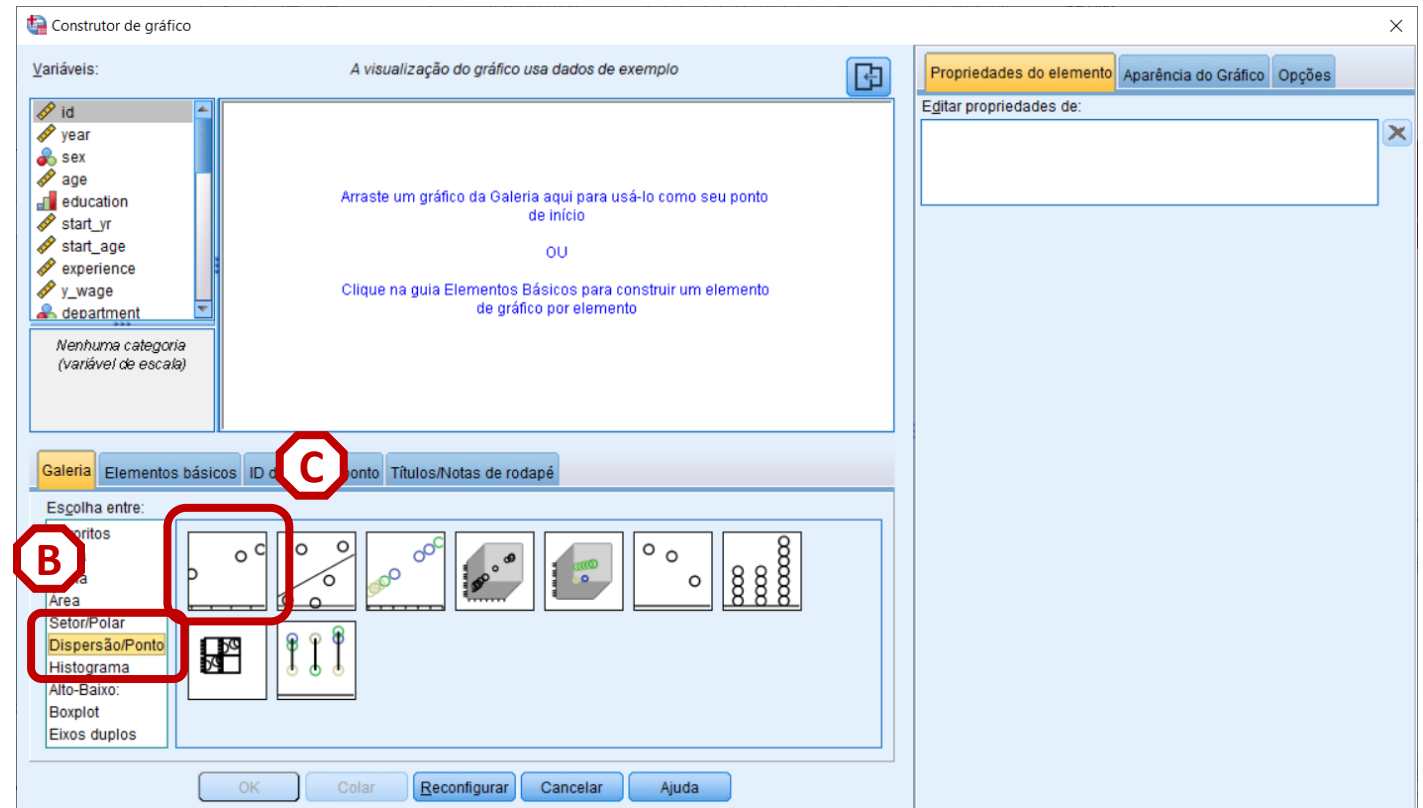 Construtor de gráfico
Variáveis:
A visualização do gráfico usa dados de exemplo
id
year
sex
age
education
start_yr
start_age
experience
y_wage
department
Nenhuma categoria
(variável de escala)
Arraste um gráfico da Galeria aqui para usá-lo como seu ponto
de início
OU
Clique na guia Elementos Básicos para construir um elemento
de gráfico por elemento
Propriedades do elemento Aparência do Gráfico Opções
Editar propriedades de:
Galeria Elementos básicos ID C ponto Títulos/Notas de rodapé
Escolha entre:
B
Área
Setor/Polar
Dispersão/Ponto
Histograma
Alto-Baixo:
Boxplot
Eixos duplos
OK Colar Reconfigurar Cancelar Ajuda